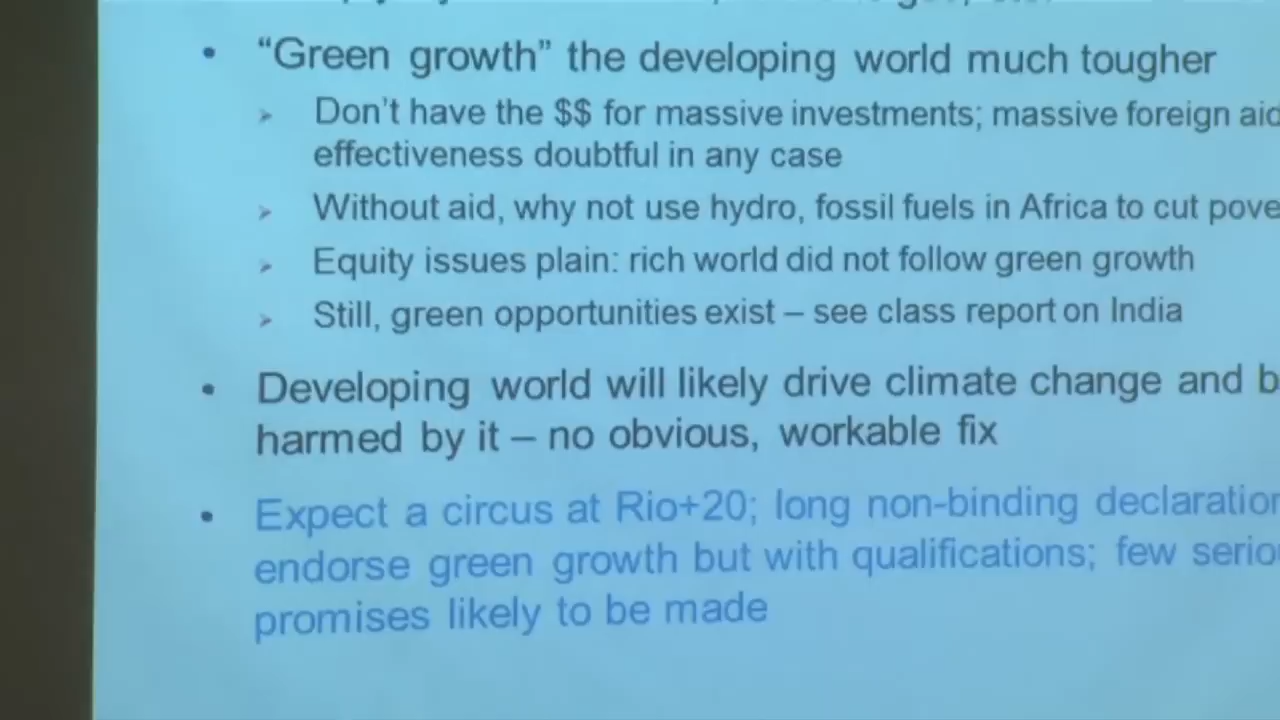 • “Green growth” the developing world much tougher
➢ Don’t have the $$ for massive investments; massive foreign
effectiveness doubtful in any case
➢ Without aid, why not use hydro, fossil fuels in Africa to cut
➢ Equity issues plain: rich world did not follow green growth
➢ Still, green opportunities exist – see class report on India
• Developing world will likely drive climate change and
harmed by it – no obvious, workable fix
• Expect a circus at Rio+20; long non-binding declaration
endorse green growth but with qualifications; few
promises likely to be made